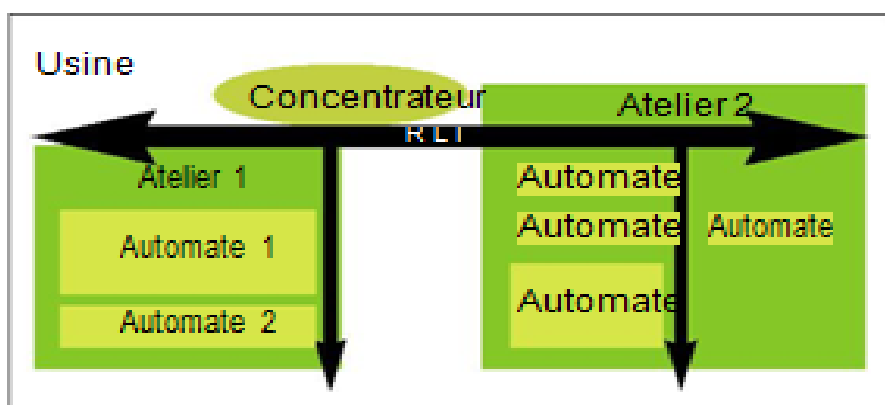 Usine
Concentrateur
Atelier 2
R L I
Atelier 1
Automate 1
Automate 2
Automate
Automate
Automate
Automate